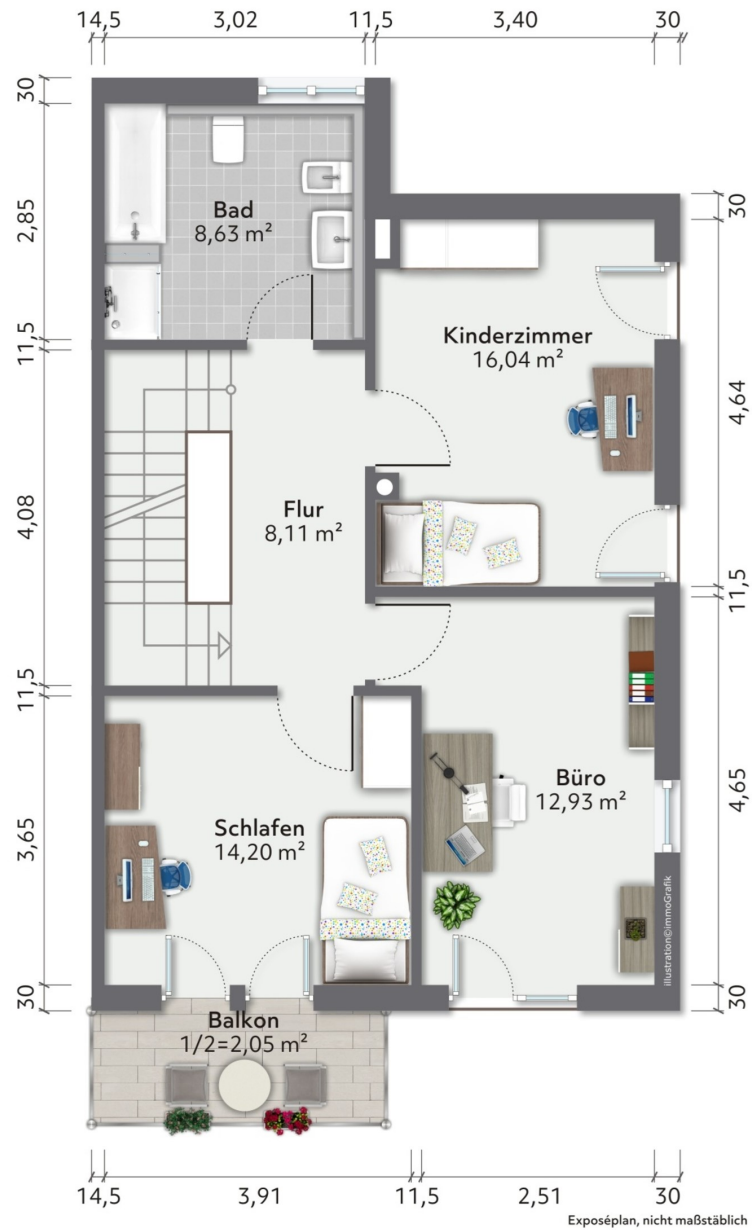 14,5 3,02 11,5 3,40 30
30
2,85
11,5
4,08
11,5
3,65
30
Bad
8,63 m²
Kinderzimmer
16,04 m²
Flur
8,11 m²
Büro
12,93 m²
Schlafen
14,20 m²
Balkon
1/2=2,05 m²
30
4,64
11,5
4,65
30
illustration©immoGrafik
14,5 3,91 11,5 2,51 30
Exposéplan, nicht maßstäblich